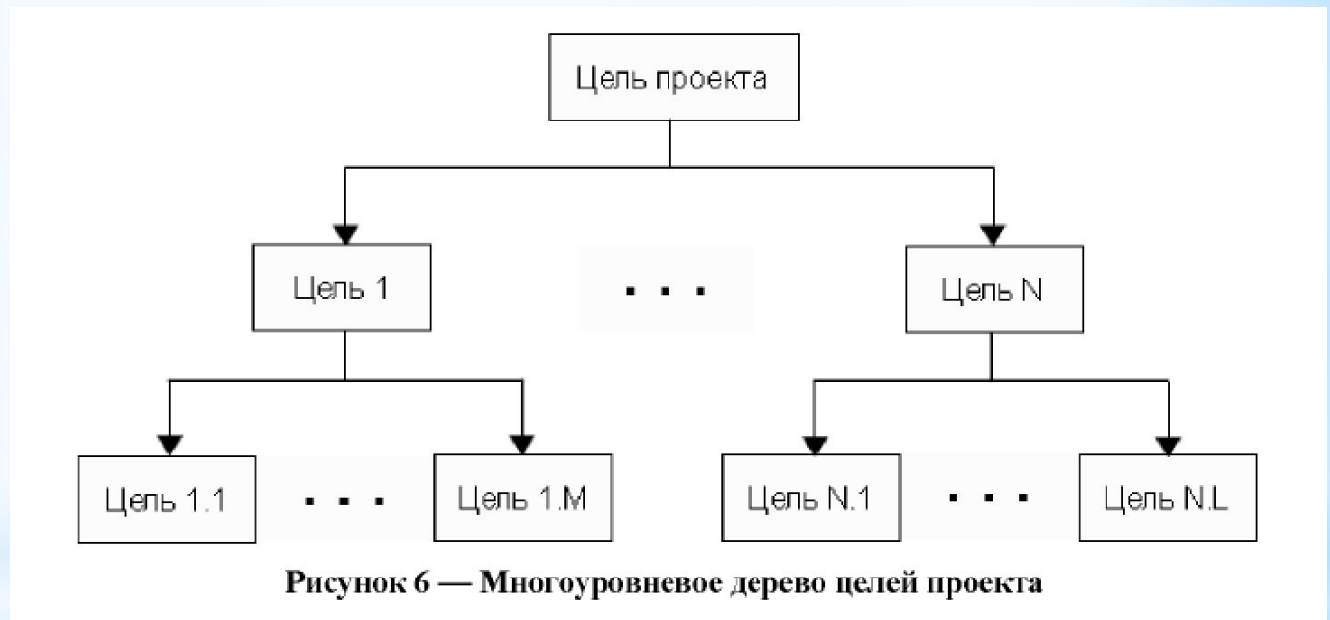 Цель проекта
Цель 1
. . .
Цель N
Цель 1.1
. . .
Цель 1.M
Цель N.1
. . .
Цель N.L
Рисунок 6 — Многоуровневое дерево целей проекта